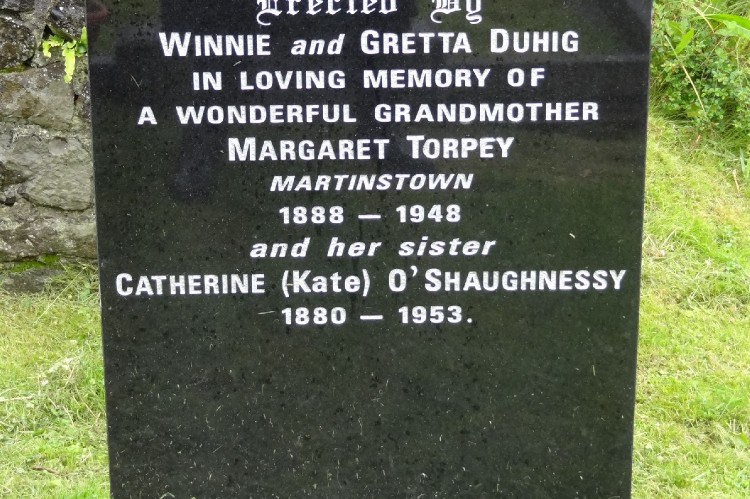 Erected By
WINNIE and GRETTA DUHIG
IN LOVING MEMORY OF
A WONDERFUL GRANDMOTHER
MARGARET TORPEY
MARTINSTOWN
1888 – 1948
and her sister
CATHERINE (Kate) O'SHAUGHNESSY
1880 – 1953.